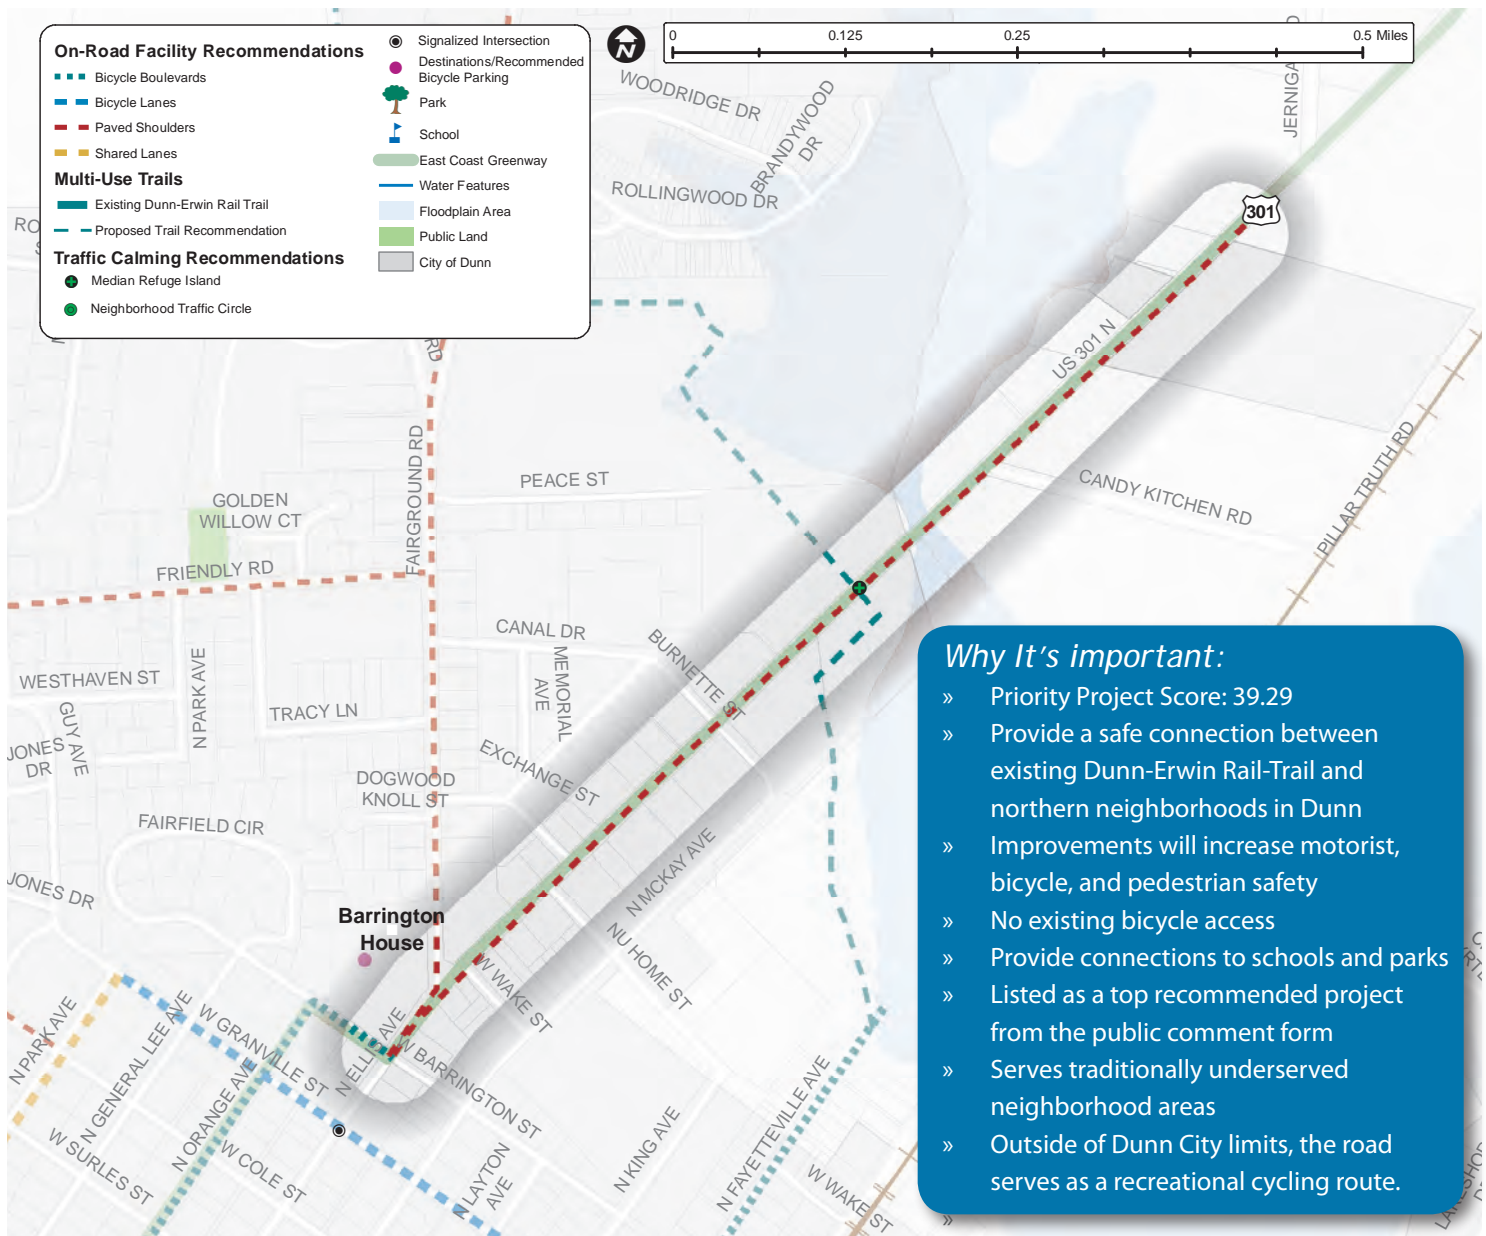 On-Road Facility Recommendations
Bicycle Boulevards
Bicycle Lanes
Paved Shoulders
Shared Lanes
Multi-Use Trails
Existing Dunn-Erwin Rail Trail
Proposed Trail Recommendation
Traffic Calming Recommendations
Median Refuge Island
Neighborhood Traffic Circle
Signalized Intersection
Destinations/Recommended
Bicycle Parking
Park
School
East Coast Greenway
Water Features
Floodplain Area
Public Land
City of Dunn
N
0
0.125
0.25
0.5 Miles
WOODRIDGE DR
BRANDYWOOD
DR
ROLLINGWOOD DR
301
US 301 N
CANDY KITCHEN RD
PILLAR TRUTH RD
RD
FAIRGROUND RD
PEACE ST
GOLDEN
WILLOW CT
FRIENDLY RD
CANAL DR
BURNETTE ST
MEMORIAL
AVE
WESTHAVEN ST
N PARK AVE
TRACY LN
GUY AVE
JONES
DR
EXCHANGE ST
DOGWOOD
KNOLL ST
FAIRFIELD CIR
JONES DR
N MCKAY AVE
Barrington
House
NU HOME ST
W WAKE ST
N ELLIS AVE
W BARRINGTON ST
W GRANVILLE ST
N PARK AVE
N GENERAL LEE AVE
N ORANGE AVE
W SURLES ST
W COLE ST
N LAYTON
AVE
N KING AVE
N FAYETTEVILLE AVE
W WAKE ST
Why It's important:
» Priority Project Score: 39.29
» Provide a safe connection between
existing Dunn-Erwin Rail-Trail and
northern neighborhoods in Dunn
» Improvements will increase motorist,
bicycle, and pedestrian safety
» No existing bicycle access
» Provide connections to schools and parks
» Listed as a top recommended project
from the public comment form
» Serves traditionally underserved
neighborhood areas
» Outside of Dunn City limits, the road
serves as a recreational cycling route.
»